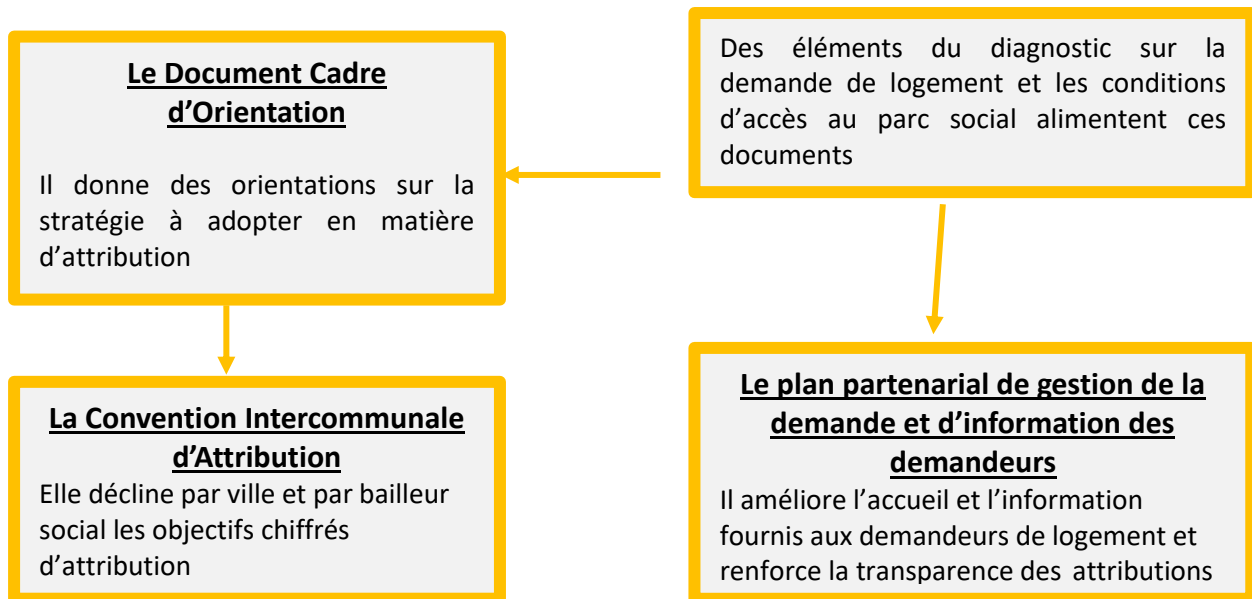 Le Document Cadre
d’Orientation
Il donne des orientations sur la
stratégie à adopter en matière
d’attribution
Des éléments du diagnostic sur la
demande de logement et les conditions
d’accès au parc social alimentent ces
documents
La Convention Intercommunale
d’Attribution
Elle décline par ville et par bailleur
social les objectifs chiffrés
d’attribution
Le plan partenarial de gestion de la
demande et d’information des
demandeurs
Il améliore l’accueil et l’information
fournis aux demandeurs de logement et
renforce la transparence des attributions